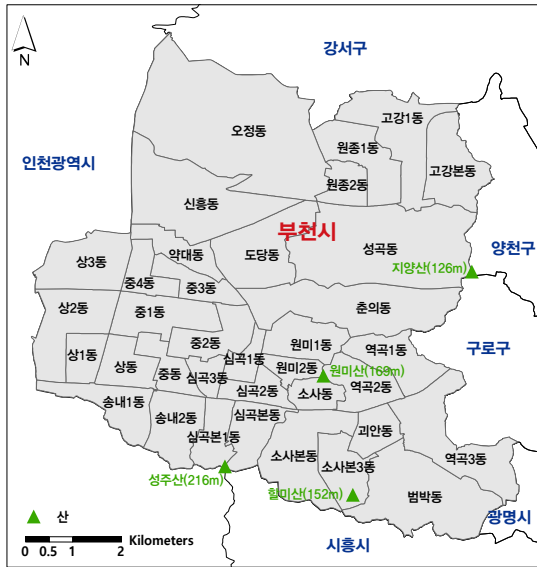 강서구
N
고강1동
오정동
원종1동
인천광역시
고강본동
원종2동
신흥동
부천시
양천구
약대동
도당동
성곡동
상3동
지양산(126m)
중4동
중3동
상2동
중1동
춘의동
원미1동
역곡1동
구로구
중2동
상1동
상동
심곡1동
원미2동
원미산(169m)
중동
심곡3동
역곡2동
심곡2동
소사동
송내1동
송내2동
심곡본동
괴안동
심곡본1동
소사본동
역곡3동
소사본3동
성주산(216m)
할미산(152m)
범박동
산
광명시
Kilometers
0 0.5 1 2
시흥시